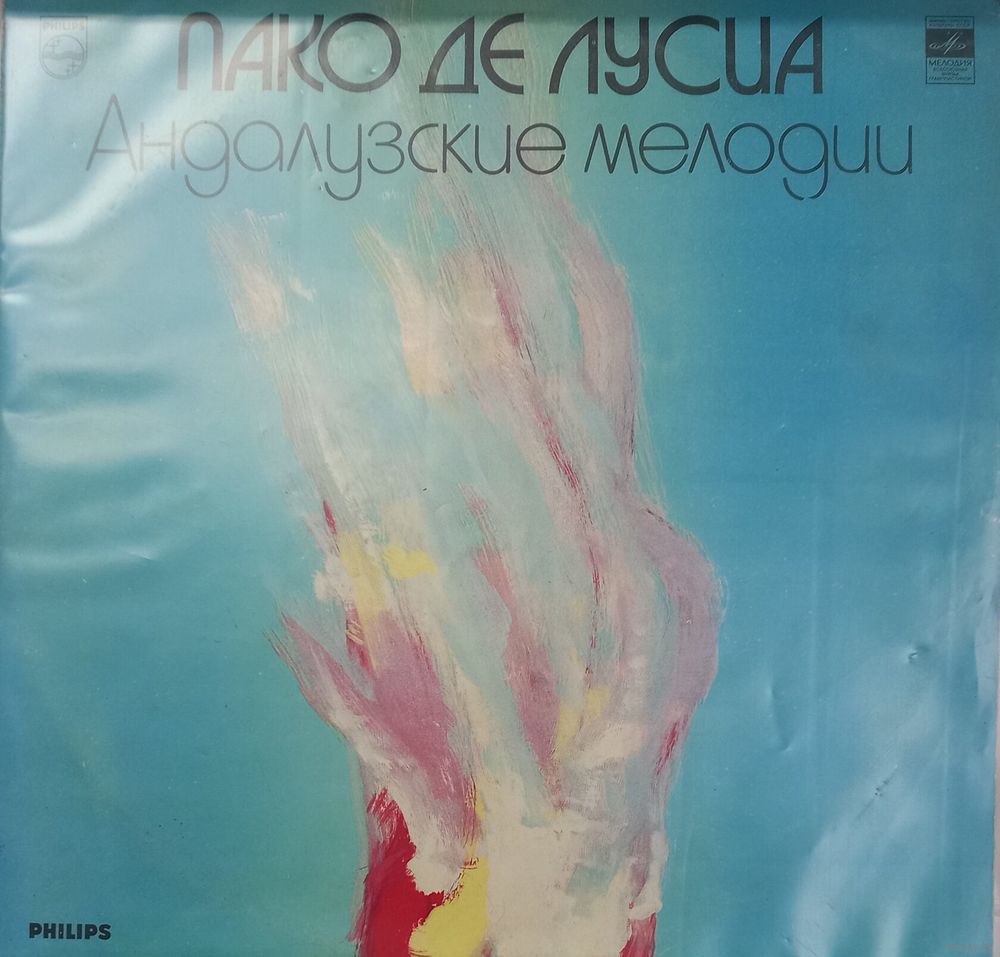 PHILIPS
ПАКО ДЕ ЛУСИА
МЕЛОДИЯ
Андалузские мелодии
PHILIPS